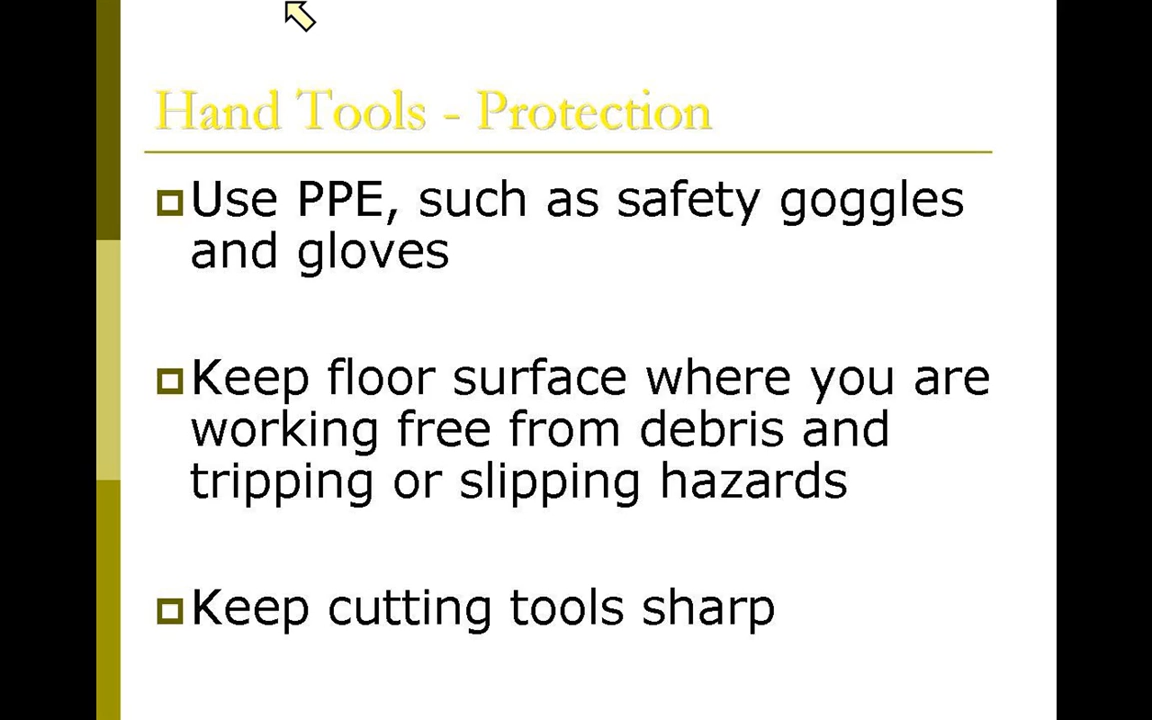 Hand Tools - Protection
Use PPE, such as safety goggles
and gloves
Keep floor surface where you are
working free from debris and
tripping or slipping hazards
Keep cutting tools sharp